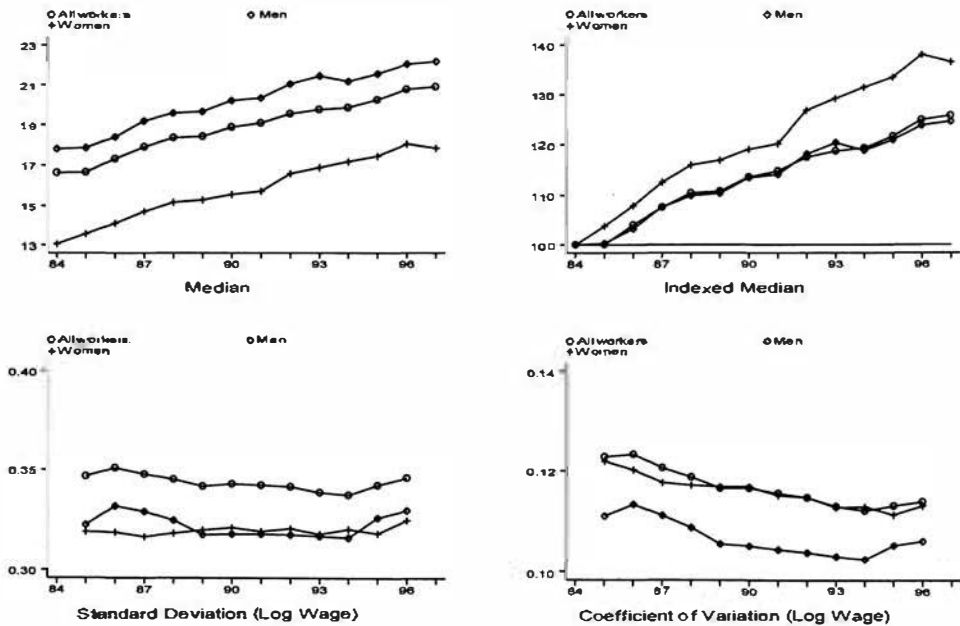 All workers Men
Women
23
21
19
17
15
13
84 87 90 93 96
Median
All workers Men
Women
140
130
120
110
100
84 87 90 93 96
Indexed Median
All workers Men
Women
0.40
0.35
0.30
84 87 90 93 96
Standard Deviation (Log Wage)
All workers Men
Women
0.14
0.12
0.10
84 87 90 93 96
Coefficient of Variation (Log Wage)